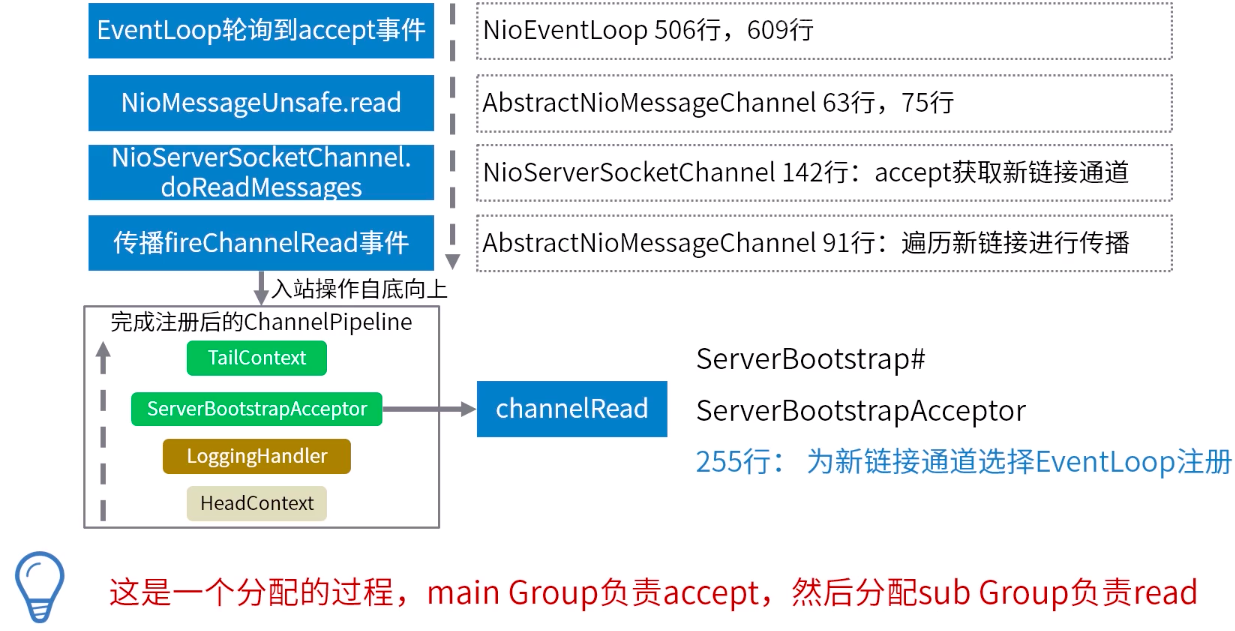 EventLoop轮询到accept事件
NioEventLoop 506行，609行
NioMessageUnsafe.read
AbstractNioMessageChannel 63行，75行
NioServerSocketChannel.
doReadMessages
NioServerSocketChannel 142行：accept获取新链接通道
传播fireChannelRead事件
AbstractNioMessageChannel 91行：遍历新链接进行传播
入站操作自底向上
完成注册后的ChannelPipeline
TailContext
ServerBootstrapAcceptor
LoggingHandler
HeadContext
channelRead
ServerBootstrap#
ServerBootstrapAcceptor
255行： 为新链接通道选择EventLoop注册
这是一个分配的过程，main Group负责accept，然后分配sub Group负责read